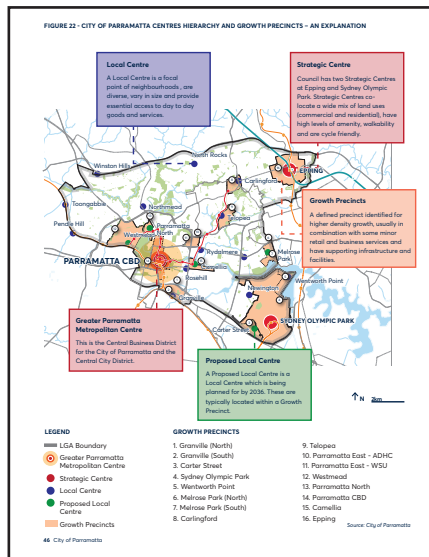 FIGURE 22 - CITY OF PARRAMATTA CENTRES HIERARCHY AND GROWTH PRECINCTS – AN EXPLANATION
Local Centre
A Local Centre is a focal
point of neighbourhoods , are
diverse, vary in size and provide
essential access to day to day
goods and services.
Strategic Centre
Council has two Strategic Centres
at Epping and Sydney Olympic
Park. Strategic Centres co-
locate a wide mix of land uses
(commercial and residential), have
high levels of amenity, walkability
and are cycle friendly.
North Rocks
Winston Hills
EPPING
Carlingford
Growth Precincts
A defined precinct identified for
higher density growth, usually in
combination with some minor
retail and business services and
have supporting infrastructure and
facilities.
Toongabbie
Northmead
Telopea
Pendle Hill
Parramatta
North
Westmead
Rydalmere
Melrose
Park
PARRAMATTA CBD
Camellia
Rosehill
Wentworth Point
Newington
Granville
Carter Street
SYDNEY OLYMPIC PARK
Greater Parramatta
Metropolitan Centre
This is the Central Business District
for the City of Parramatta and the
Central City District.
Proposed Local Centre
A Proposed Local Centre is a
Local Centre which is being
planned for by 2036. These are
typically located within a Growth
Precinct.
N 2km
LEGEND
LGA Boundary
Greater Parramatta
Metropolitan Centre
Strategic Centre
Local Centre
Proposed Local
Centre
Growth Precincts
GROWTH PRECINCTS
1. Granville (North)
2. Granville (South)
3. Carter Street
4. Sydney Olympic Park
5. Wentworth Point
6. Melrose Park (North)
7. Melrose Park (South)
8. Carlingford
9. Telopea
10. Parramatta East - ADHC
11. Parramatta East - WSU
12. Westmead
13. Parramatta North
14. Parramatta CBD
15. Camellia
16. Epping
Source: City of Parramatta
46 City of Parramatta